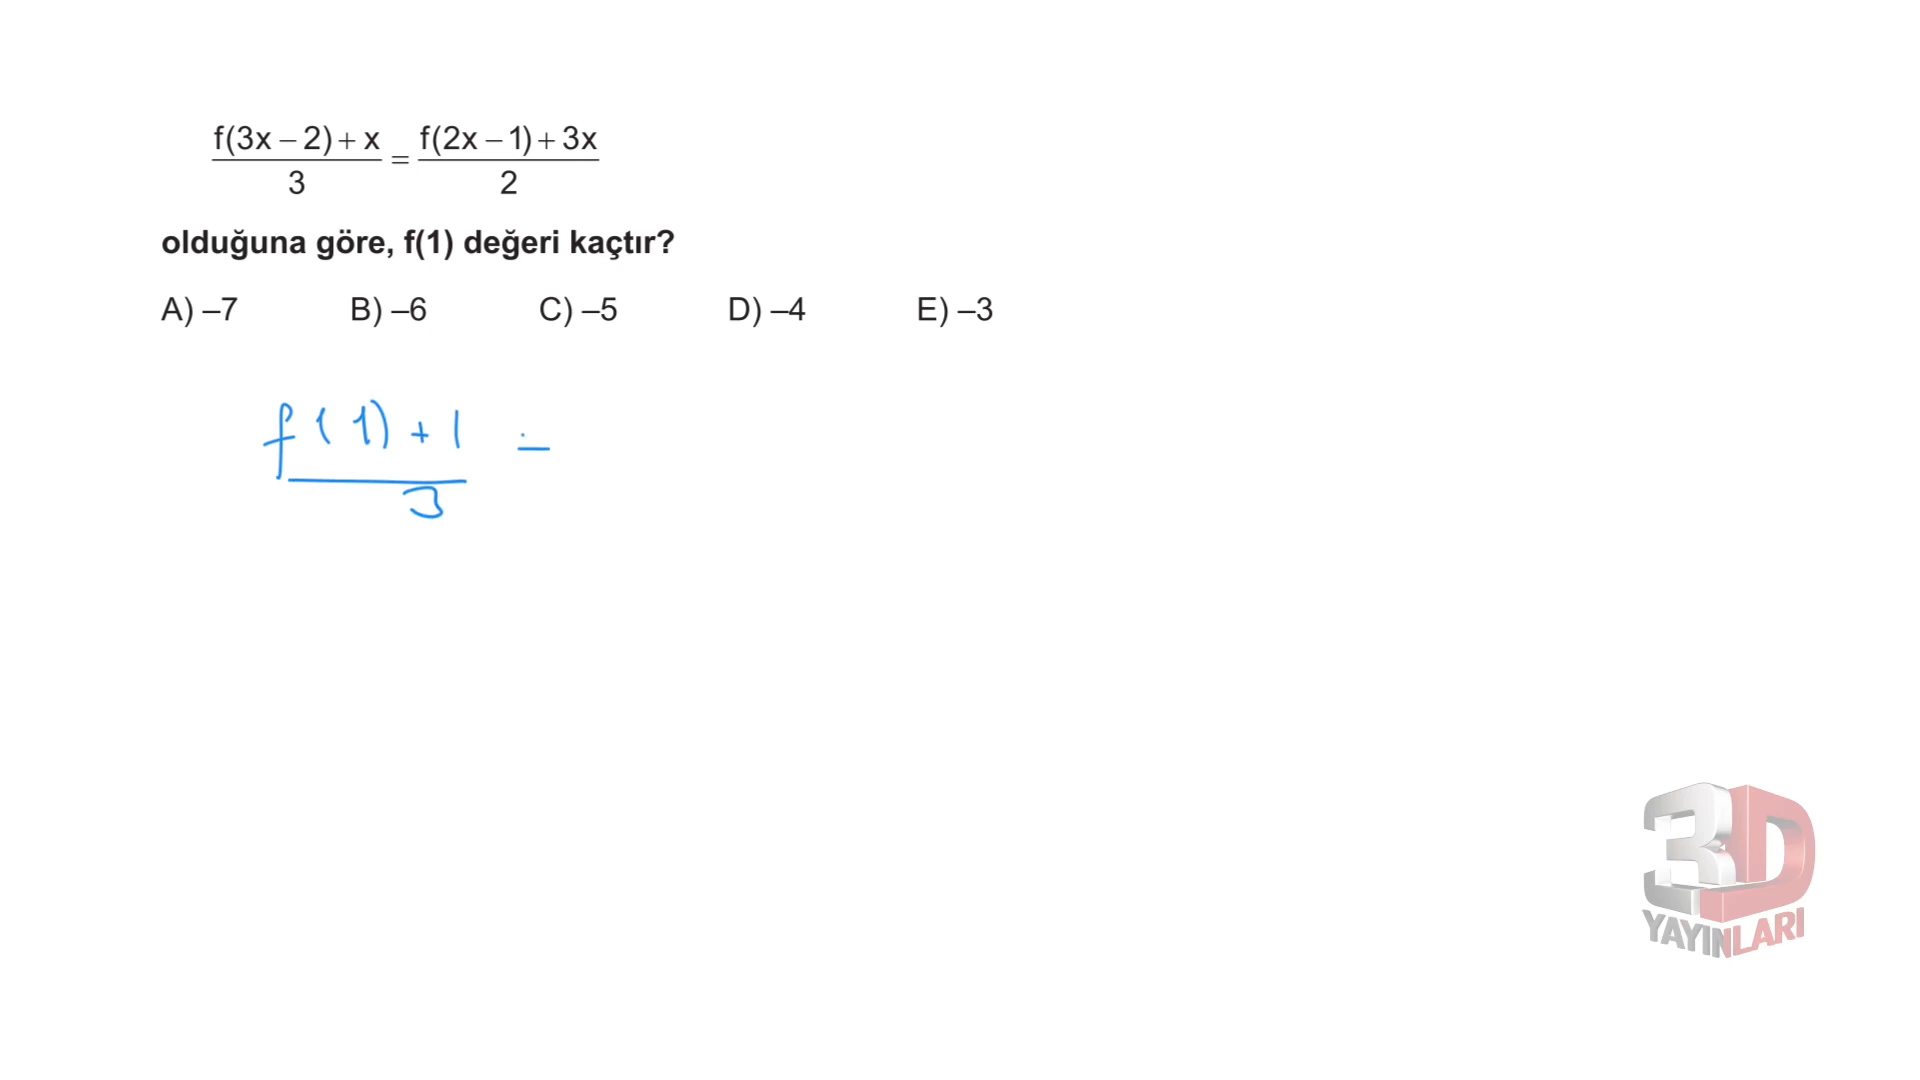 f(3x – 2) + x / 3 = f(2x – 1) + 3x / 2
olduğuna göre, f(1) değeri kaçtır?
A) –7 B) –6 C) –5 D) –4 E) –3
f(1) + 1 / 3 =
3D
YAYINLARI